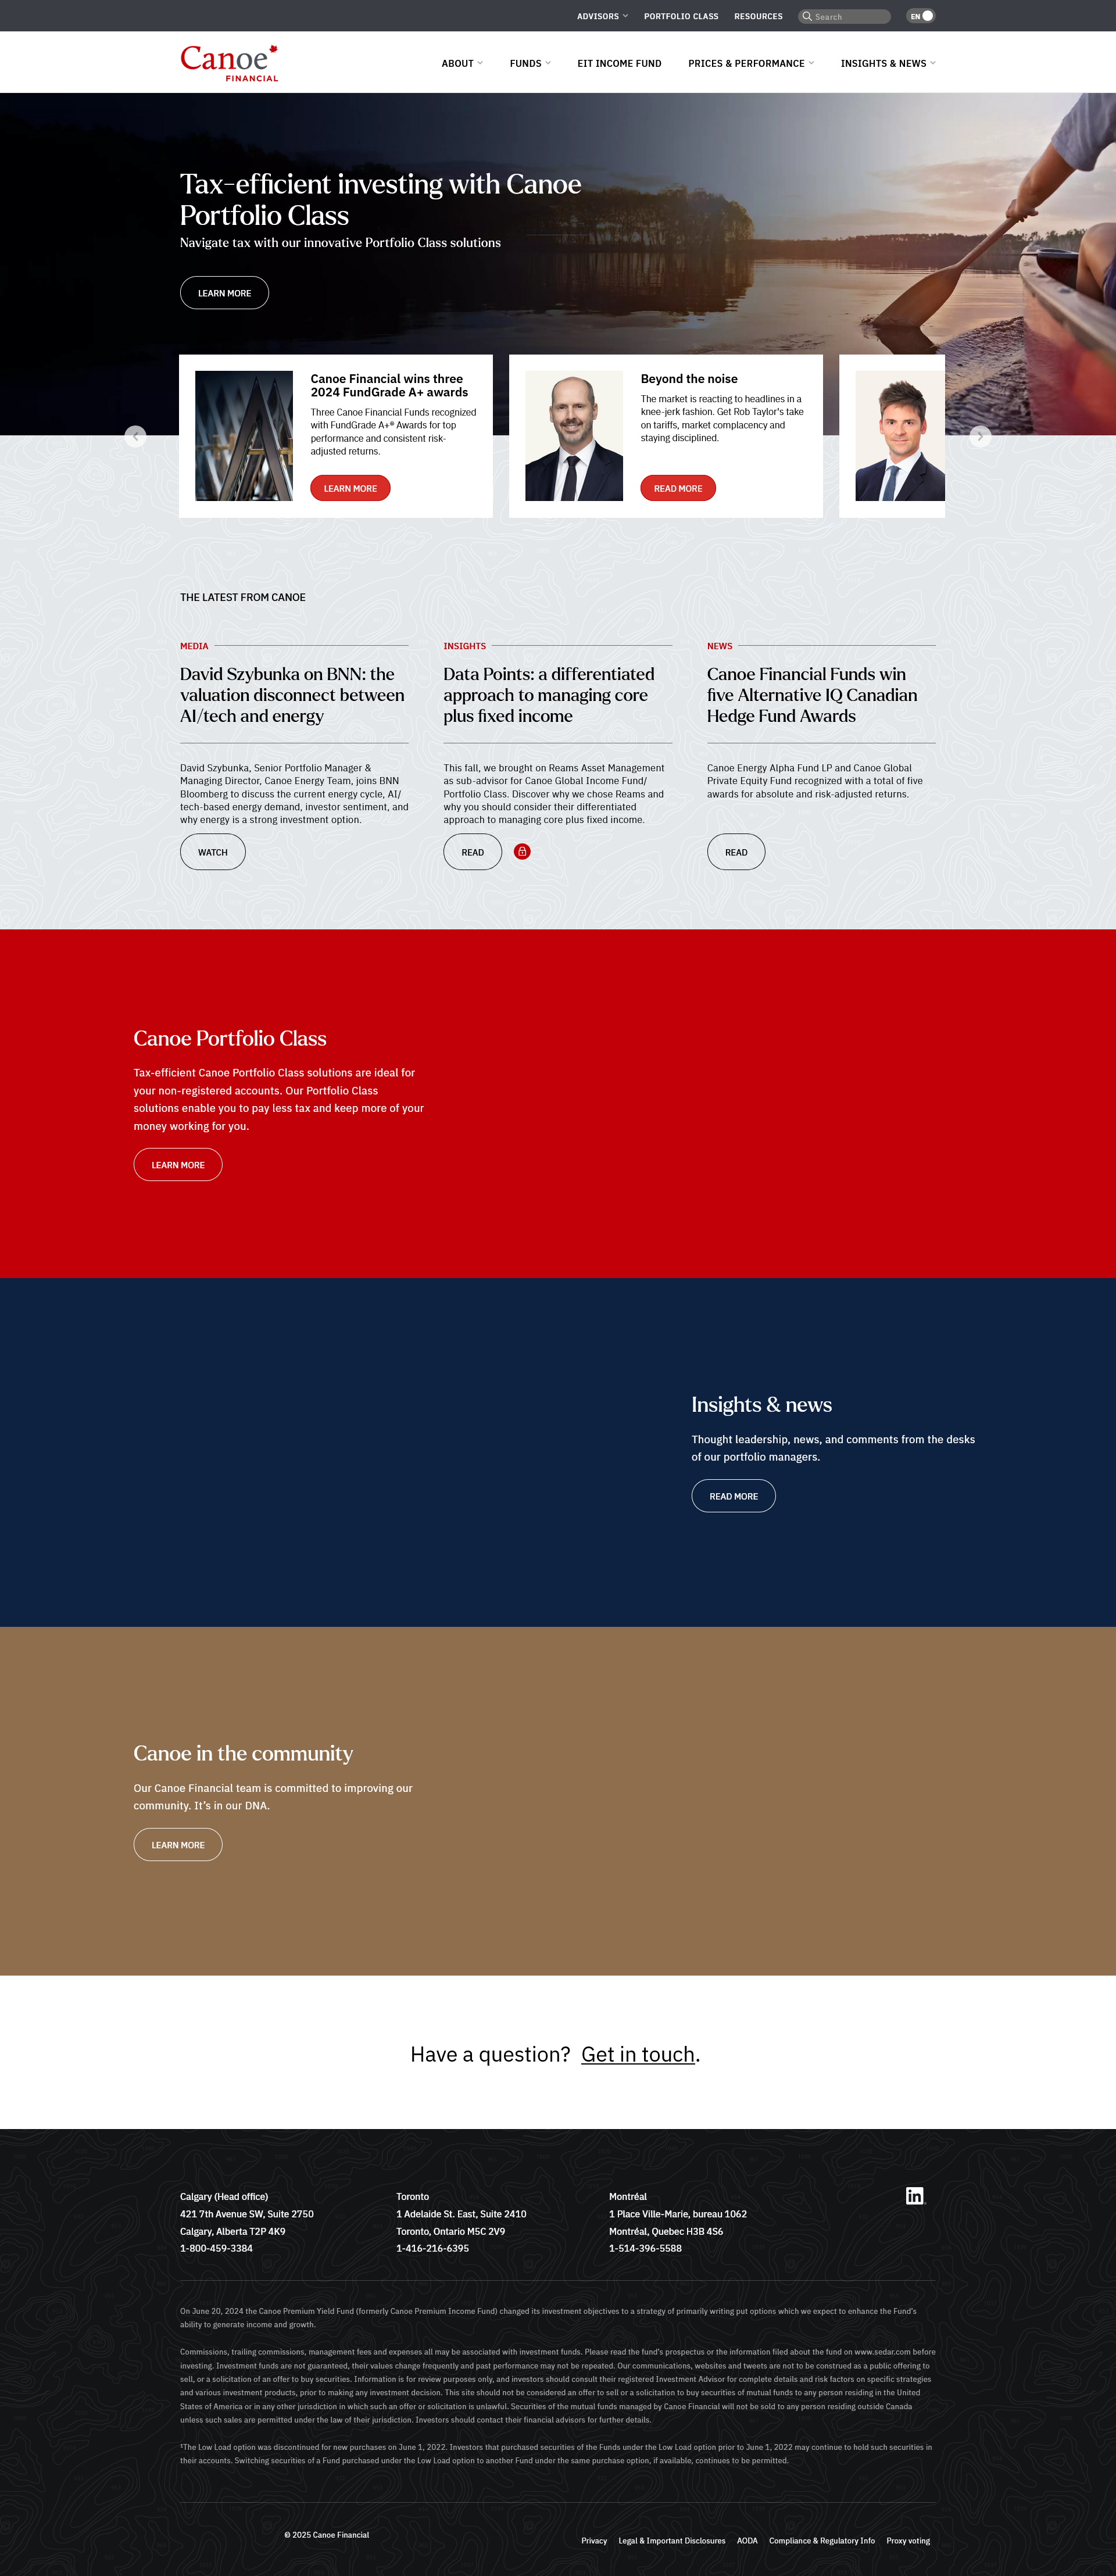 ADVISORS
PORTFOLIO CLASS
RESOURCES
Search
EN
Canoe
FINANCIAL
ABOUT
FUNDS
EIT INCOME FUND
PRICES & PERFORMANCE
INSIGHTS & NEWS
Tax-efficient investing with Canoe
Portfolio Class
Navigate tax with our innovative Portfolio Class solutions
LEARN MORE
Canoe Financial wins three
2024 FundGrade A+ awards
Three Canoe Financial Funds recognized
with FundGrade A+® Awards for top
performance and consistent risk-
adjusted returns.
LEARN MORE
Beyond the noise
The market is reacting to headlines in a
knee-jerk fashion. Get Rob Taylor's take
on tariffs, market complacency and
staying disciplined.
READ MORE
THE LATEST FROM CANOE
MEDIA
David Szybunka on BNN: the
valuation disconnect between
AI/tech and energy
David Szybunka, Senior Portfolio Manager &
Managing Director, Canoe Energy Team, joins BNN
Bloomberg to discuss the current energy cycle, AI/
tech-based energy demand, investor sentiment, and
why energy is a strong investment option.
WATCH
INSIGHTS
Data Points: a differentiated
approach to managing core
plus fixed income
This fall, we brought on Reams Asset Management
as sub-advisor for Canoe Global Income Fund/
Portfolio Class. Discover why we chose Reams and
why you should consider their differentiated
approach to managing core plus fixed income.
READ
NEWS
Canoe Financial Funds win
five Alternative IQ Canadian
Hedge Fund Awards
Canoe Energy Alpha Fund LP and Canoe Global
Private Equity Fund recognized with a total of five
awards for absolute and risk-adjusted returns.
READ
Canoe Portfolio Class
Tax-efficient Canoe Portfolio Class solutions are ideal for
your non-registered accounts. Our Portfolio Class
solutions enable you to pay less tax and keep more of your
money working for you.
LEARN MORE
Insights & news
Thought leadership, news, and comments from the desks
of our portfolio managers.
READ MORE
Canoe in the community
Our Canoe Financial team is committed to improving our
community. It's in our DNA.
LEARN MORE
Have a question? Get in touch.
Calgary (Head office)
421 7th Avenue SW, Suite 2750
Calgary, Alberta T2P 4K9
1-800-459-3384
Toronto
1 Adelaide St. East, Suite 2410
Toronto, Ontario M5C 2V9
1-416-216-6395
Montréal
1 Place Ville-Marie, bureau 1062
Montréal, Quebec H3B 4S6
1-514-396-5588
in
On June 20, 2024 the Canoe Premium Yield Fund (formerly Canoe Premium Income Fund) changed its investment objectives to a strategy of primarily writing put options which we expect to enhance the Fund's
ability to generate income and growth.
Commissions, trailing commissions, management fees and expenses all may be associated with investment funds. Please read the fund's prospectus or the information filed about the fund on www.sedar.com before
investing. Investment funds are not guaranteed, their values change frequently and past performance may not be repeated. Our communications, websites and tweets are not to be construed as a public offering to
sell, or a solicitation of an offer to buy securities. Information is for review purposes only, and investors should consult their registered Investment Advisor for complete details and risk factors on specific strategies
and various investment products, prior to making any investment decision. This site should not be considered an offer to sell or a solicitation to buy securities of mutual funds to any person residing in the United
States of America or in any other jurisdiction in which such an offer or solicitation is unlawful. Securities of the mutual funds managed by Canoe Financial will not be sold to any person residing outside Canada
unless such sales are permitted under the law of their jurisdiction. Investors should contact their financial advisors for further details.
¹The Low Load option was discontinued for new purchases on June 1, 2022. Investors that purchased securities of the Funds under the Low Load option prior to June 1, 2022 may continue to hold such securities in
their accounts. Switching securities of a Fund purchased under the Low Load option to another Fund under the same purchase option, if available, continues to be permitted.
© 2025 Canoe Financial
Privacy
Legal & Important Disclosures
AODA
Compliance & Regulatory Info
Proxy voting